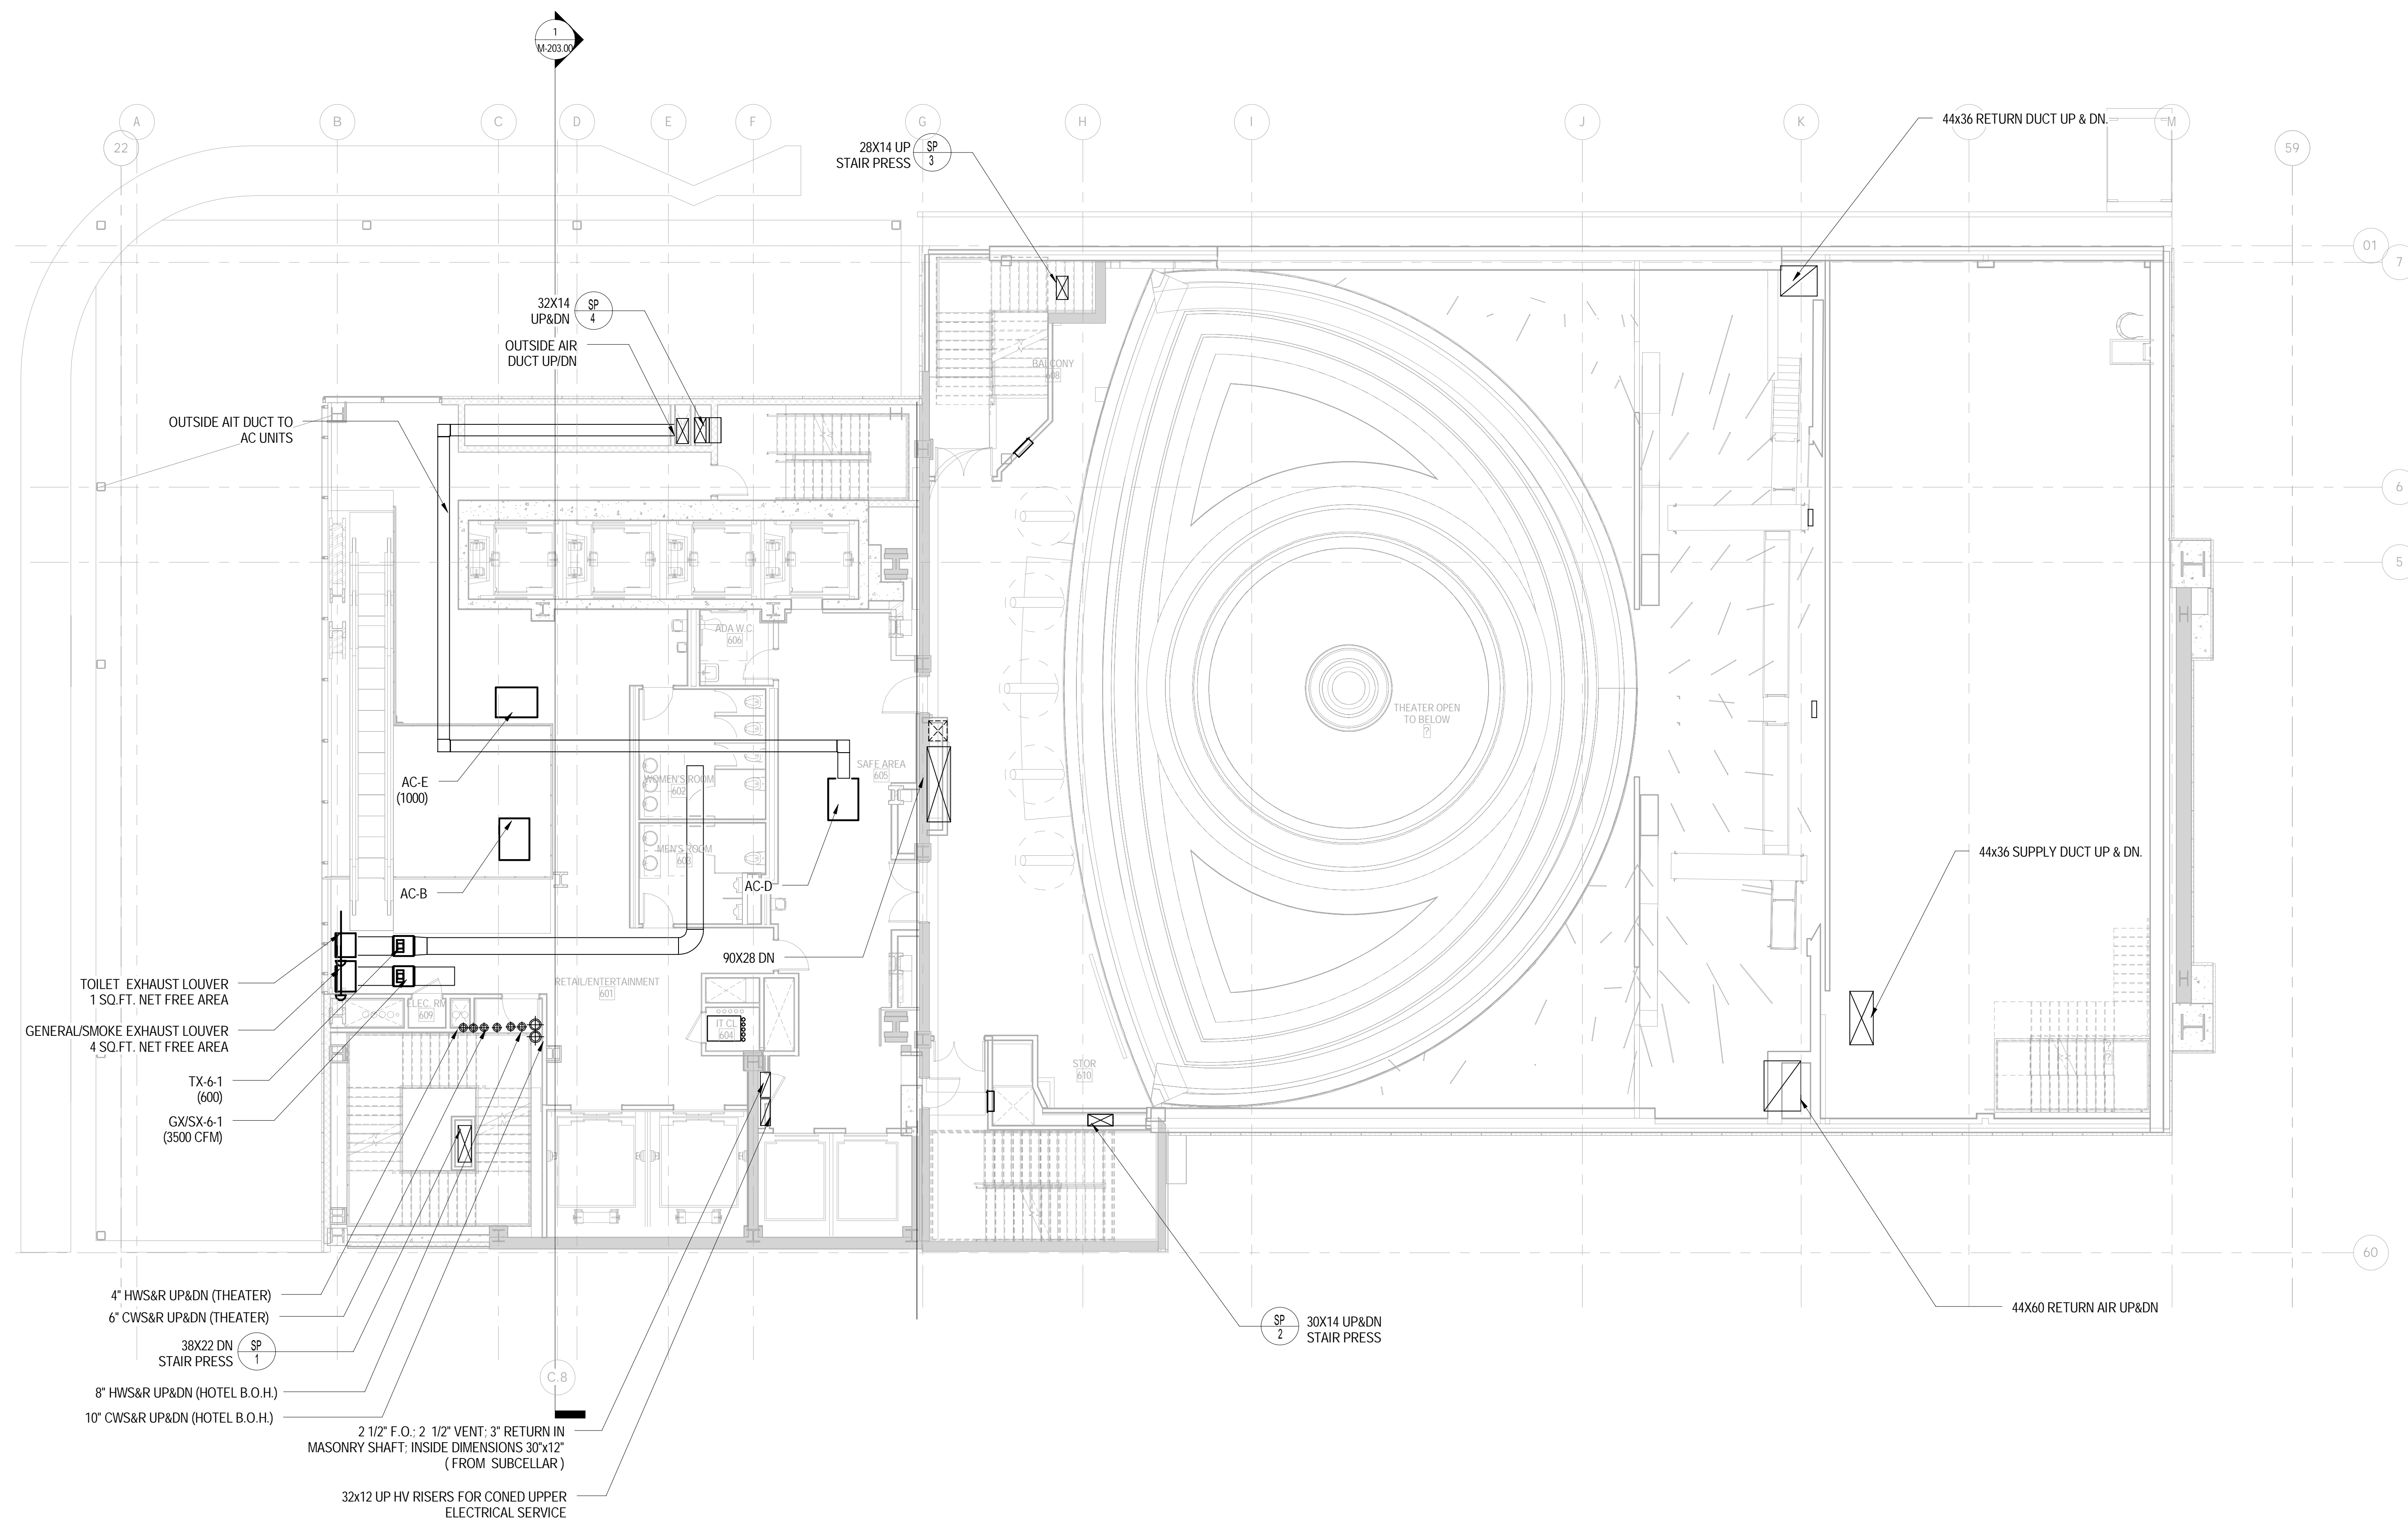 1
M-203.00
A
B
C
D
E
F
G
H
I
J
K
M
22
59
01
7
6
5
60
C.8
44x36 RETURN DUCT UP & DN.
28X14 UP
STAIR PRESS
SP
3
32X14
UP&DN
SP
4
OUTSIDE AIR
DUCT UP/DN
OUTSIDE AIT DUCT TO
AC UNITS
BALCONY
608
ADA W.C
606
THEATER OPEN
TO BELOW
?
SAFE AREA
605
WOMEN'S ROOM
602
MEN'S ROOM
603
AC-E
(1000)
AC-B
AC-D
44x36 SUPPLY DUCT UP & DN.
90X28 DN
RETAIL/ENTERTAINMENT
601
ELEC. RM
609
IT CL
604
STOR
610
TOILET  EXHAUST LOUVER
1 SQ.FT. NET FREE AREA
GENERAL/SMOKE EXHAUST LOUVER
4 SQ.FT. NET FREE AREA
TX-6-1
(600)
GX/SX-6-1
(3500 CFM)
4" HWS&R UP&DN (THEATER)
6" CWS&R UP&DN (THEATER)
38X22 DN
STAIR PRESS
SP
1
8" HWS&R UP&DN (HOTEL B.O.H.)
10" CWS&R UP&DN (HOTEL B.O.H.)
2 1/2" F.O.; 2  1/2" VENT; 3" RETURN IN
MASONRY SHAFT; INSIDE DIMENSIONS 30"x12"
( FROM  SUBCELLAR )
32x12 UP HV RISERS FOR CONED UPPER
ELECTRICAL SERVICE
SP
2
30X14 UP&DN
STAIR PRESS
44X60 RETURN AIR UP&DN